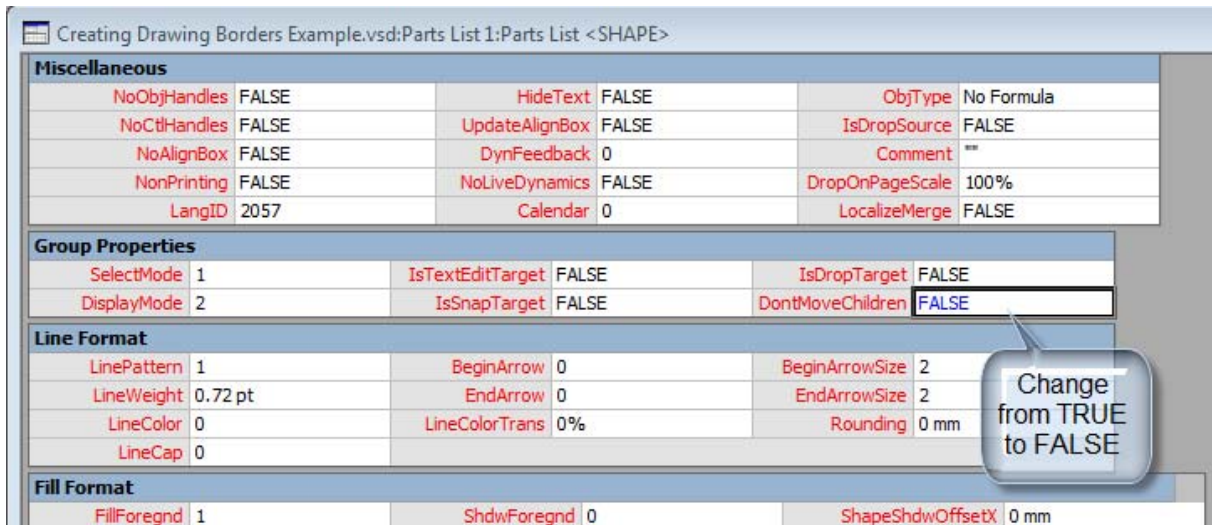 Creating Drawing Borders Example.vsd:Parts List 1:Parts List <SHAPE>
Miscellaneous
NoObjHandles FALSE HideText FALSE ObjType No Formula
NoCtlHandles FALSE UpdateAlignBox FALSE IsDropSource FALSE
NoAlignBox FALSE DynFeedback 0 Comment ""
NonPrinting FALSE NoLiveDynamics FALSE DropOnPageScale 100%
LangID 2057 Calendar 0 LocalizeMerge FALSE
Group Properties
SelectMode 1 IsTextEditTarget FALSE IsDropTarget FALSE
DisplayMode 2 IsSnapTarget FALSE DontMoveChildren FALSE
Line Format
LinePattern 1 BeginArrow 0 BeginArrowSize 2
LineWeight 0.72 pt EndArrow 0 EndArrowSize 2
LineColor 0 LineColorTrans 0% Rounding 0 mm
LineCap 0
Change
from TRUE
to FALSE
Fill Format
FillForegnd 1 ShdwForegnd 0 ShapeShdwOffsetX 0 mm